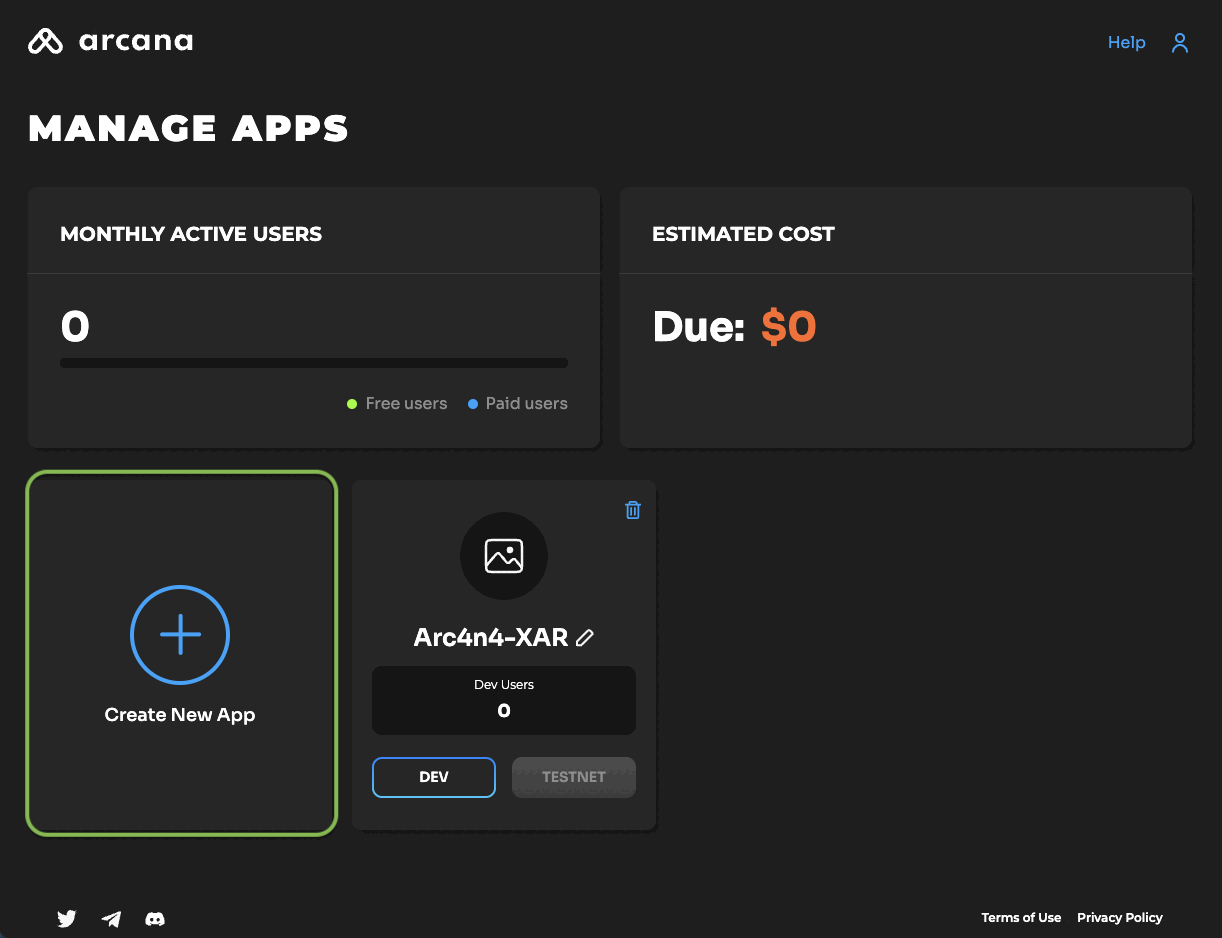 arcana
Help
MANAGE APPS
MONTHLY ACTIVE USERS
ESTIMATED COST
0
Due: $0
Free users
Paid users
Create New App
Arc4n4-XAR
Dev Users
0
DEV
TESTNET
Terms of Use
Privacy Policy